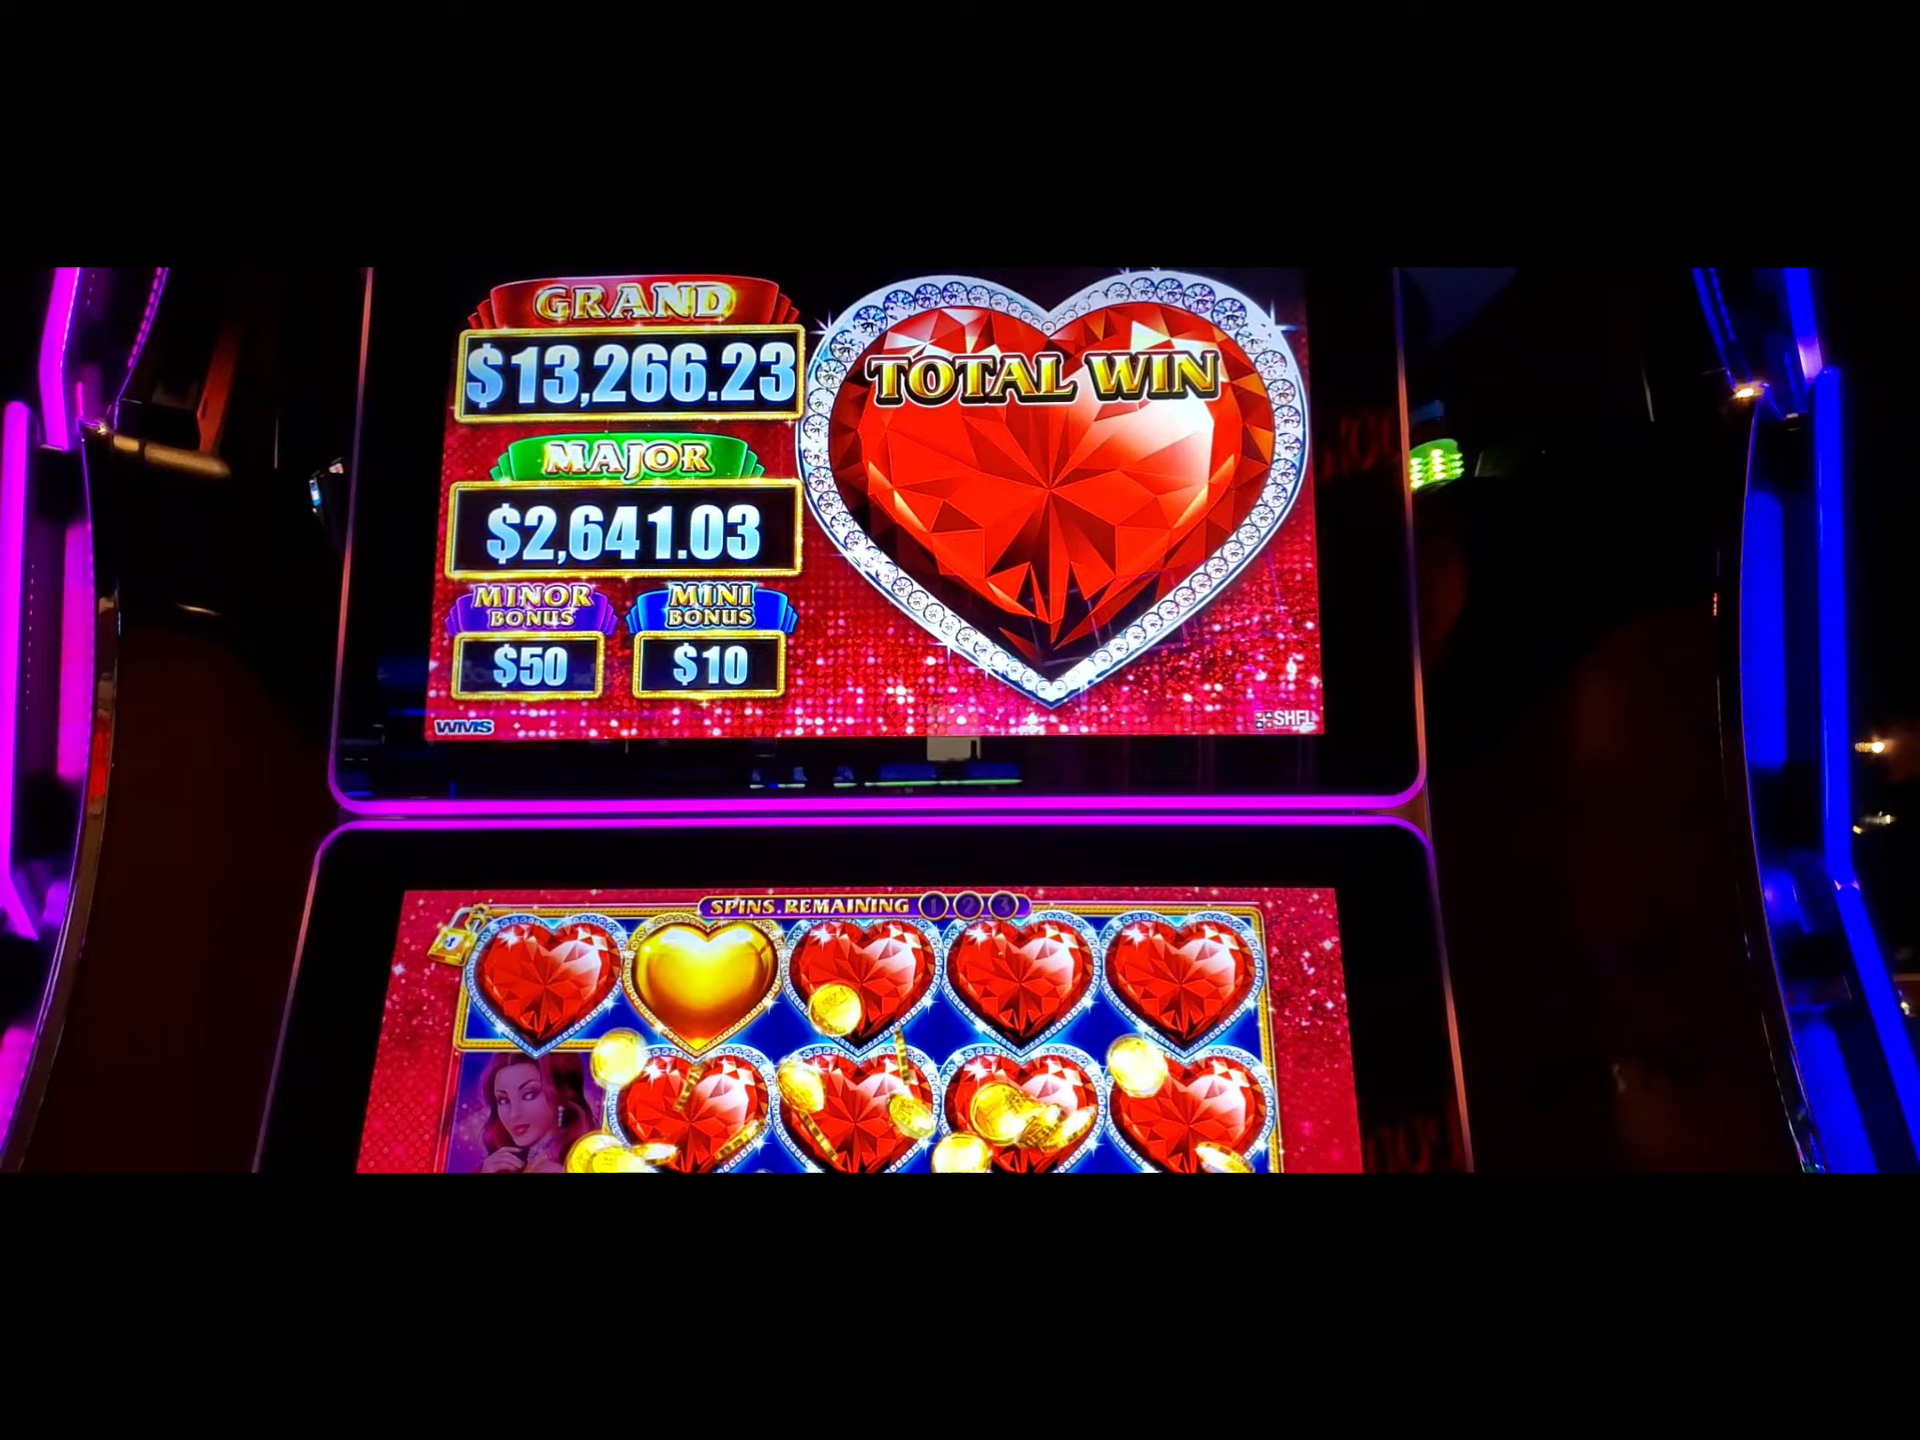 GRAND
$13,266.23
MAJOR
$2,641.03
MINOR
BONUS
$50
MINI
BONUS
$10
TOTAL WIN
WMS
SHFL
SPINS REMAINING 1 2 3